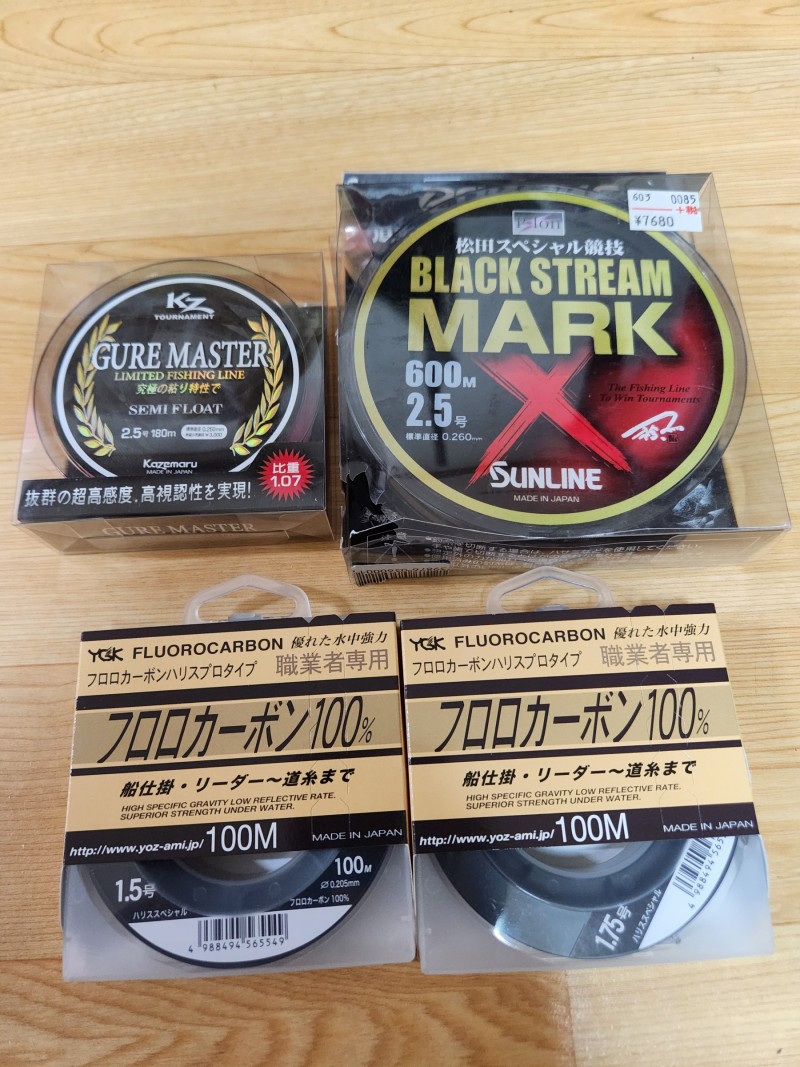 KZ
TOURNAMENT
GURE MASTER
LIMITED FISHING LINE
究極の粘り特性で
SEMI FLOAT
2.5号 180m
Kazemaru
MADE IN JAPAN
比重
1.07
抜群の超高感度、高視認性を実現!
GURE MASTER
603 0085
+税
¥7680
松田スペシャル競技
BLACK STREAM
MARK
X
600M
2.5号
標準直径 0.260mm
The Fishing Line
To Win Tournaments
SUNLINE
MADE IN JAPAN
YGK FLUOROCARBON 優れた水中強力
フロロカーボンハリスプロタイプ 職業者専用
フロロカーボン100%
船仕掛・リーダー〜道糸まで
HIGH SPECIFIC GRAVITY LOW REFLECTIVE RATE.
SUPERIOR STRENGTH UNDER WATER.
http://www.yoz-ami.jp/ 100M MADE IN JAPAN
1.5号
ハリススペシャル
100M
⌀0.205mm
フロロカーボン100%
4 988494 565549
YGK FLUOROCARBON 優れた水中強力
フロロカーボンハリスプロタイプ 職業者専用
フロロカーボン100%
船仕掛・リーダー〜道糸まで
HIGH SPECIFIC GRAVITY LOW REFLECTIVE RATE.
SUPERIOR STRENGTH UNDER WATER.
http://www.yoz-ami.jp/ 100M MADE IN JAPAN
1.75号
ハリススペシャル